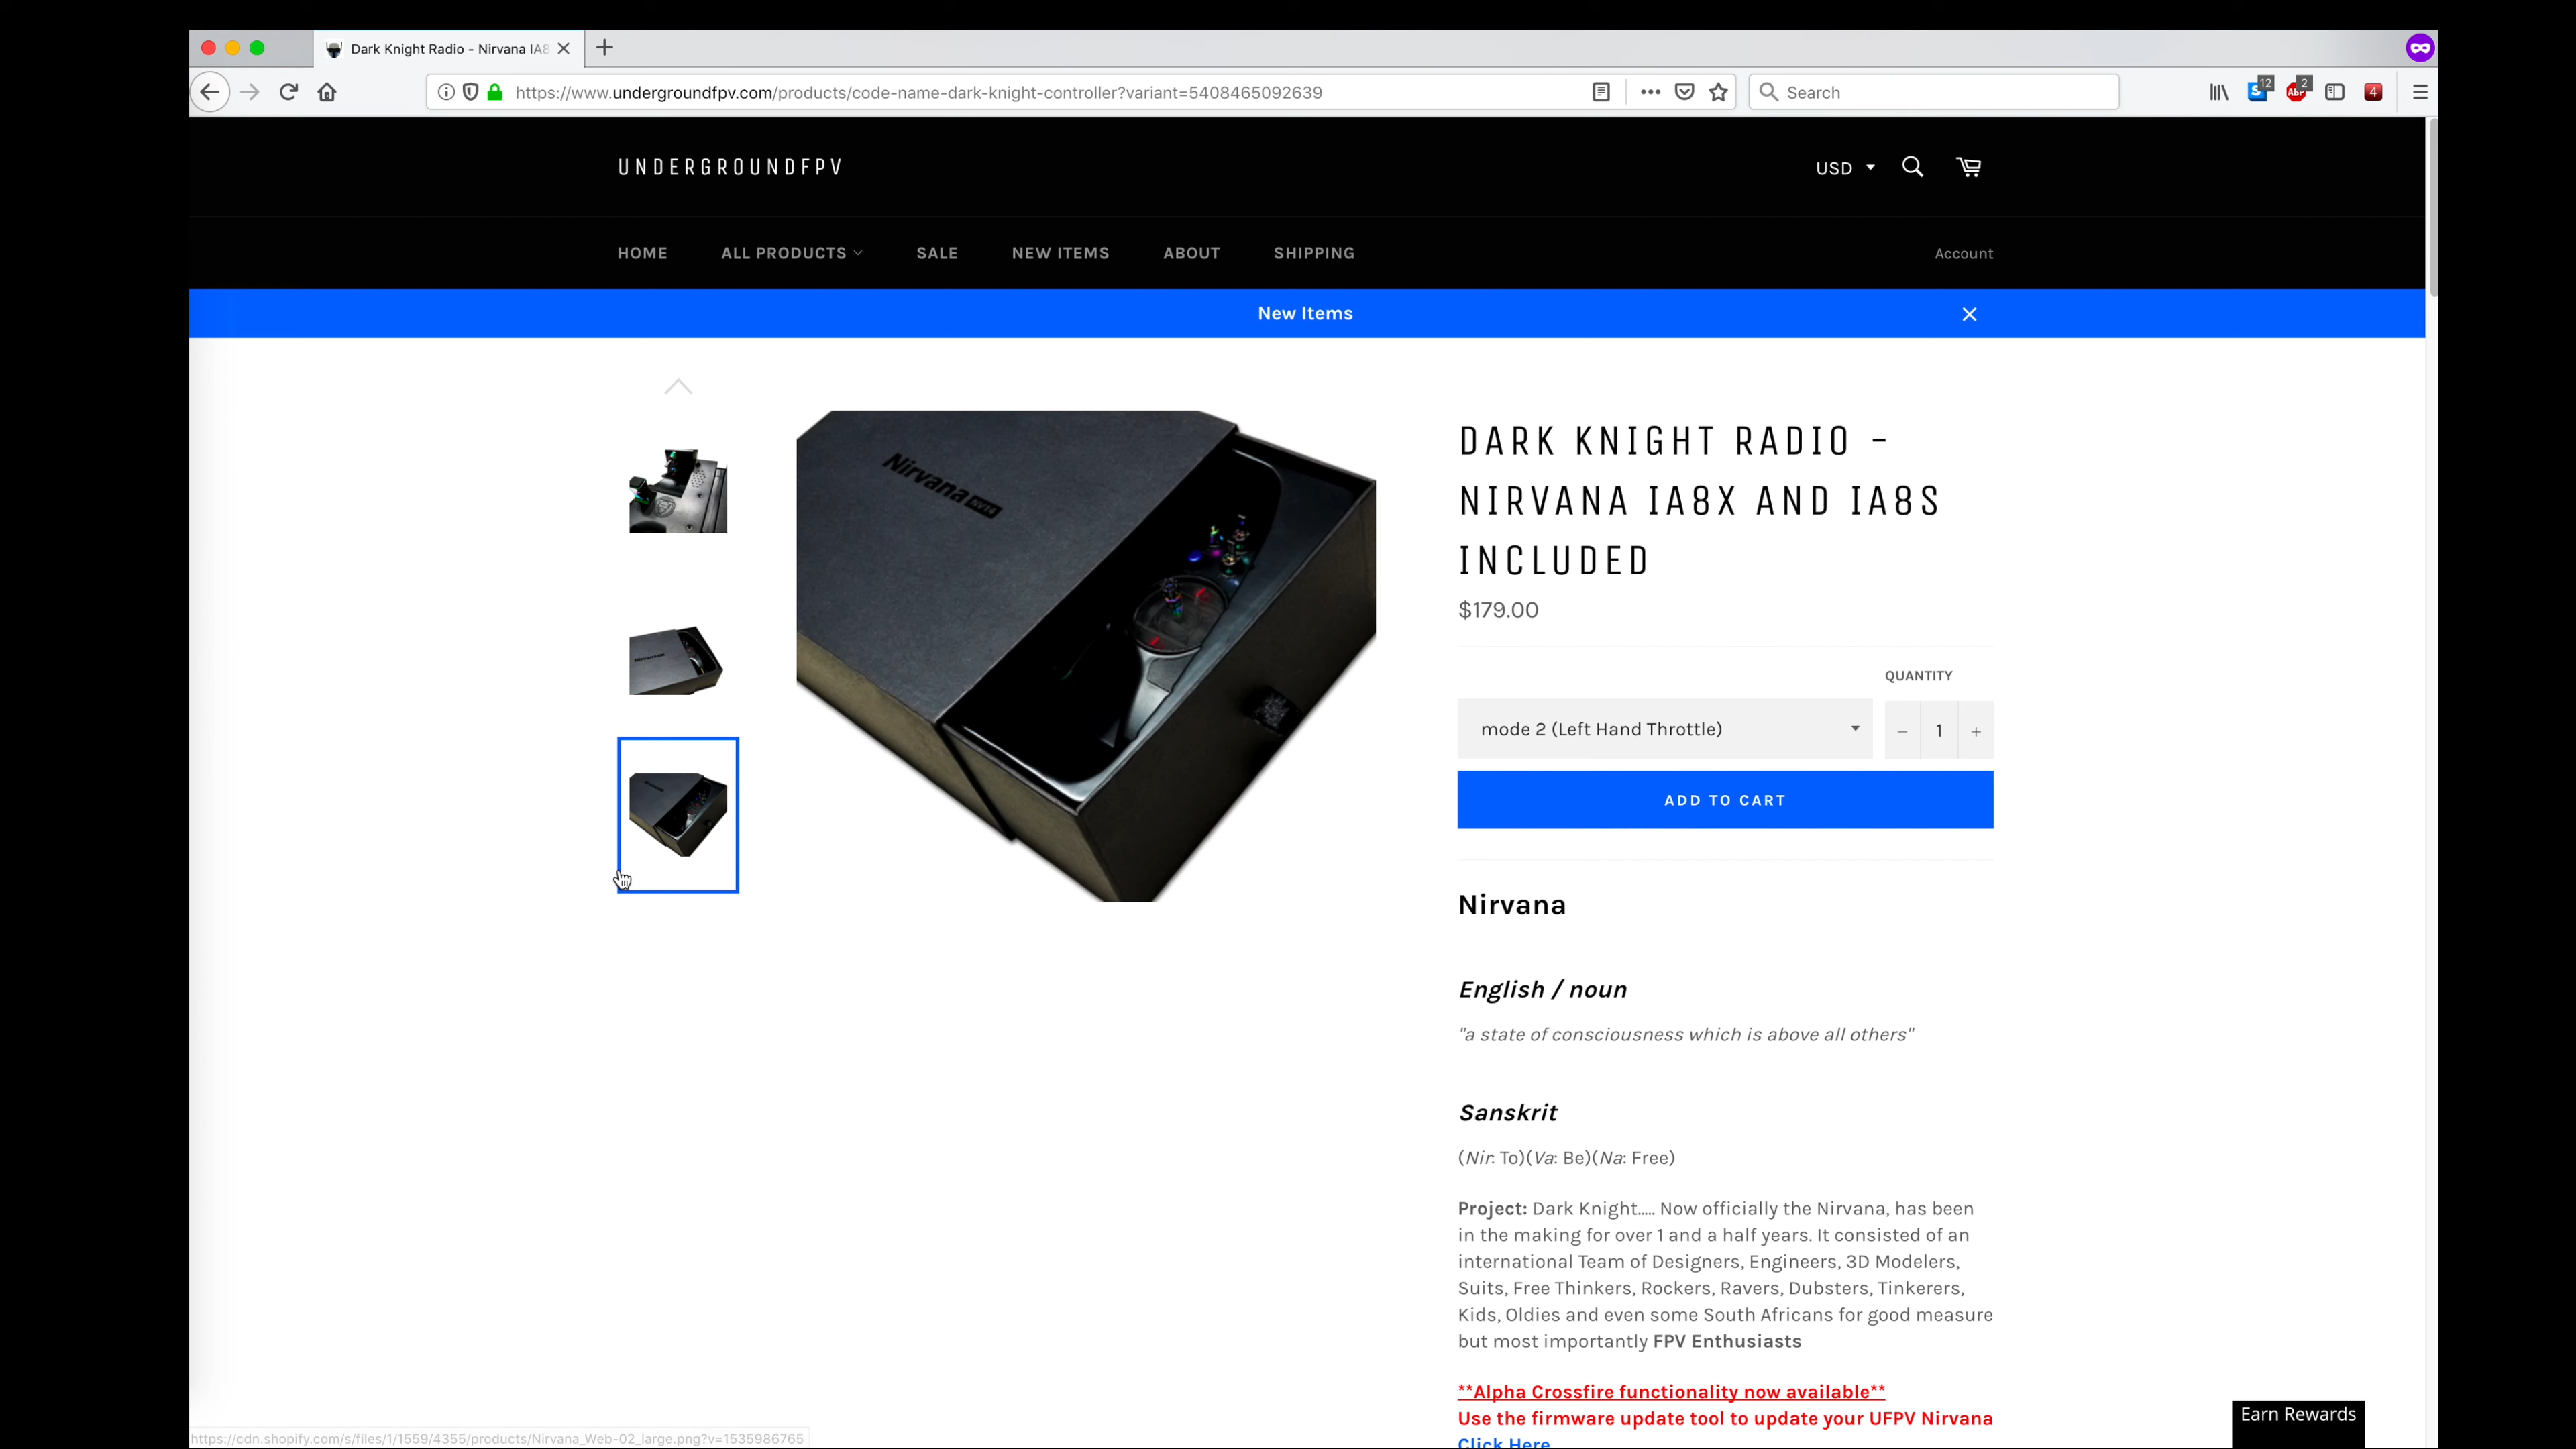 Dark Knight Radio - Nirvana IA8
https://www.undergroundfpv.com/products/code-name-dark-knight-controller?variant=5408465092639
Search
12
2
ABP
4
UNDERGROUNDFPV
USD
HOME
ALL PRODUCTS
SALE
NEW ITEMS
ABOUT
SHIPPING
Account
New Items
Nirvana NV14
DARK KNIGHT RADIO -
NIRVANA IA8X AND IA8S
INCLUDED
$179.00
QUANTITY
mode 2 (Left Hand Throttle)
− 1 +
ADD TO CART
Nirvana
English / noun
"a state of consciousness which is above all others"
Sanskrit
(Nir: To)(Va: Be)(Na: Free)
Project: Dark Knight..... Now officially the Nirvana, has been
in the making for over 1 and a half years. It consisted of an
international Team of Designers, Engineers, 3D Modelers,
Suits, Free Thinkers, Rockers, Ravers, Dubsters, Tinkerers,
Kids, Oldies and even some South Africans for good measure
but most importantly FPV Enthusiasts
**Alpha Crossfire functionality now available**
Use the firmware update tool to update your UFPV Nirvana
Click Here
Earn Rewards
https://cdn.shopify.com/s/files/1/1559/4355/products/Nirvana_Web-02_large.png?v=1535986765